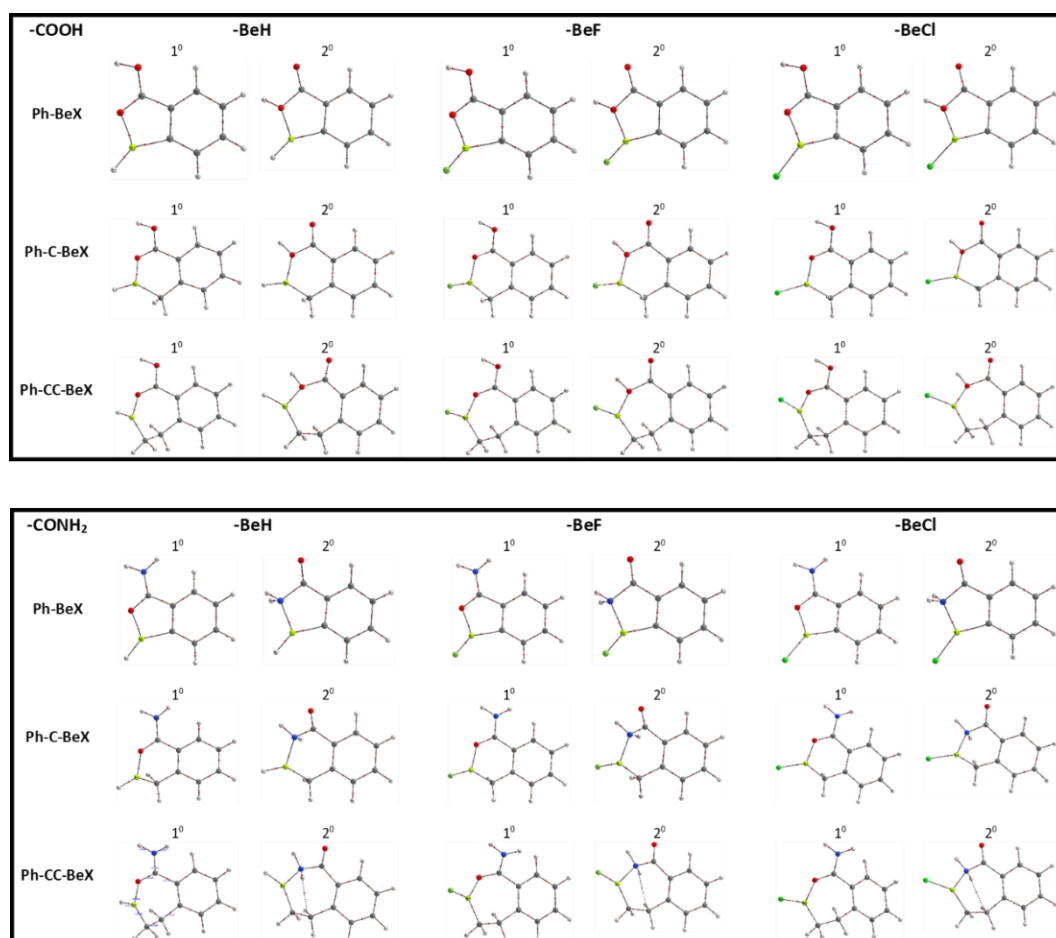 -COOH -BeH -BeF -BeCl
1⁰ 2⁰ 1⁰ 2⁰ 1⁰ 2⁰
Ph-BeX
1⁰ 2⁰ 1⁰ 2⁰ 1⁰ 2⁰
Ph-C-BeX
1⁰ 2⁰ 1⁰ 2⁰ 1⁰ 2⁰
Ph-CC-BeX
-CONH₂ -BeH -BeF -BeCl
1⁰ 2⁰ 1⁰ 2⁰ 1⁰ 2⁰
Ph-BeX
1⁰ 2⁰ 1⁰ 2⁰ 1⁰ 2⁰
Ph-C-BeX
1⁰ 2⁰ 1⁰ 2⁰ 1⁰ 2⁰
Ph-CC-BeX